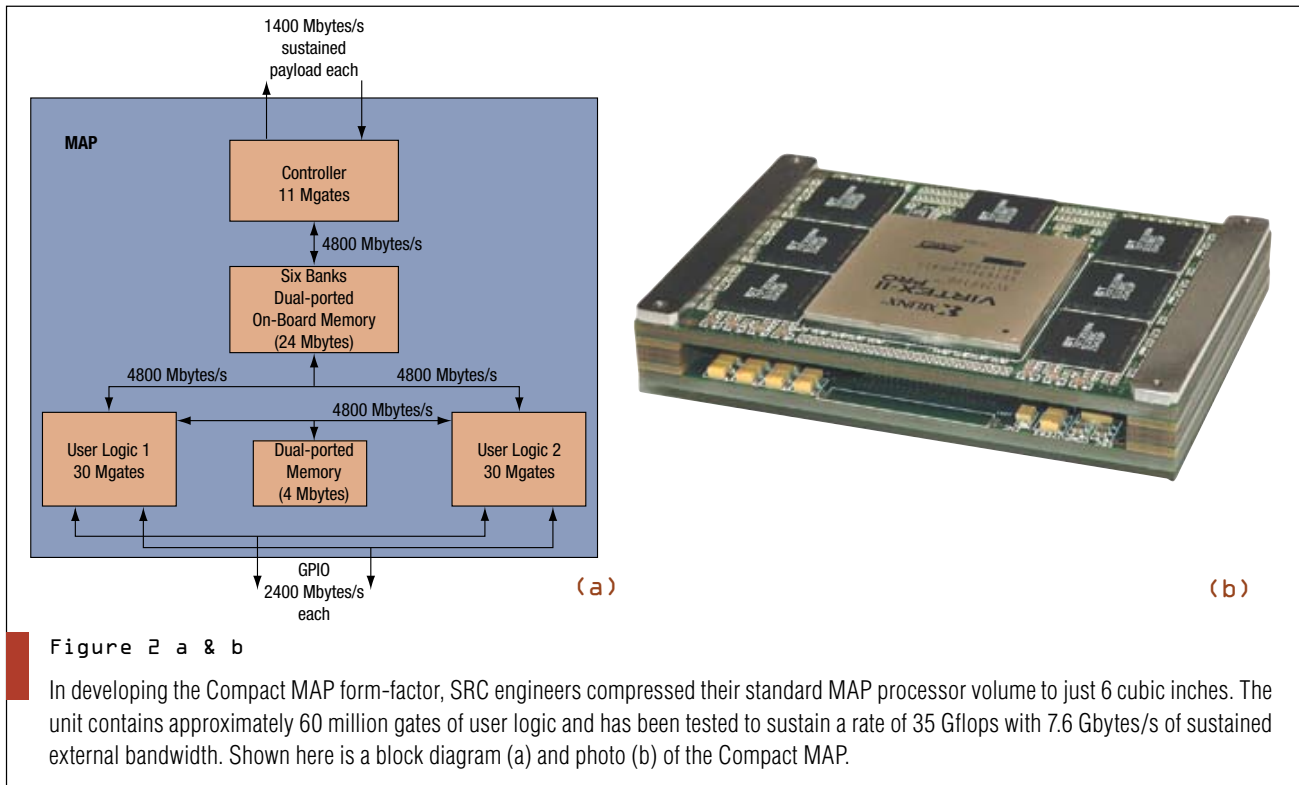 1400 Mbytes/s
sustained
payload each
MAP
Controller
11 Mgates
4800 Mbytes/s
Six Banks
Dual-ported
On-Board Memory
(24 Mbytes)
4800 Mbytes/s
4800 Mbytes/s
4800 Mbytes/s
User Logic 1
30 Mgates
Dual-ported
Memory
(4 Mbytes)
User Logic 2
30 Mgates
GPIO
2400 Mbytes/s
each
(a)
XILINX
VIRTEX-II
PRO
(b)
Figure 2 a & b
In developing the Compact MAP form-factor, SRC engineers compressed their standard MAP processor volume to just 6 cubic inches. The
unit contains approximately 60 million gates of user logic and has been tested to sustain a rate of 35 Gflops with 7.6 Gbytes/s of sustained
external bandwidth. Shown here is a block diagram (a) and photo (b) of the Compact MAP.